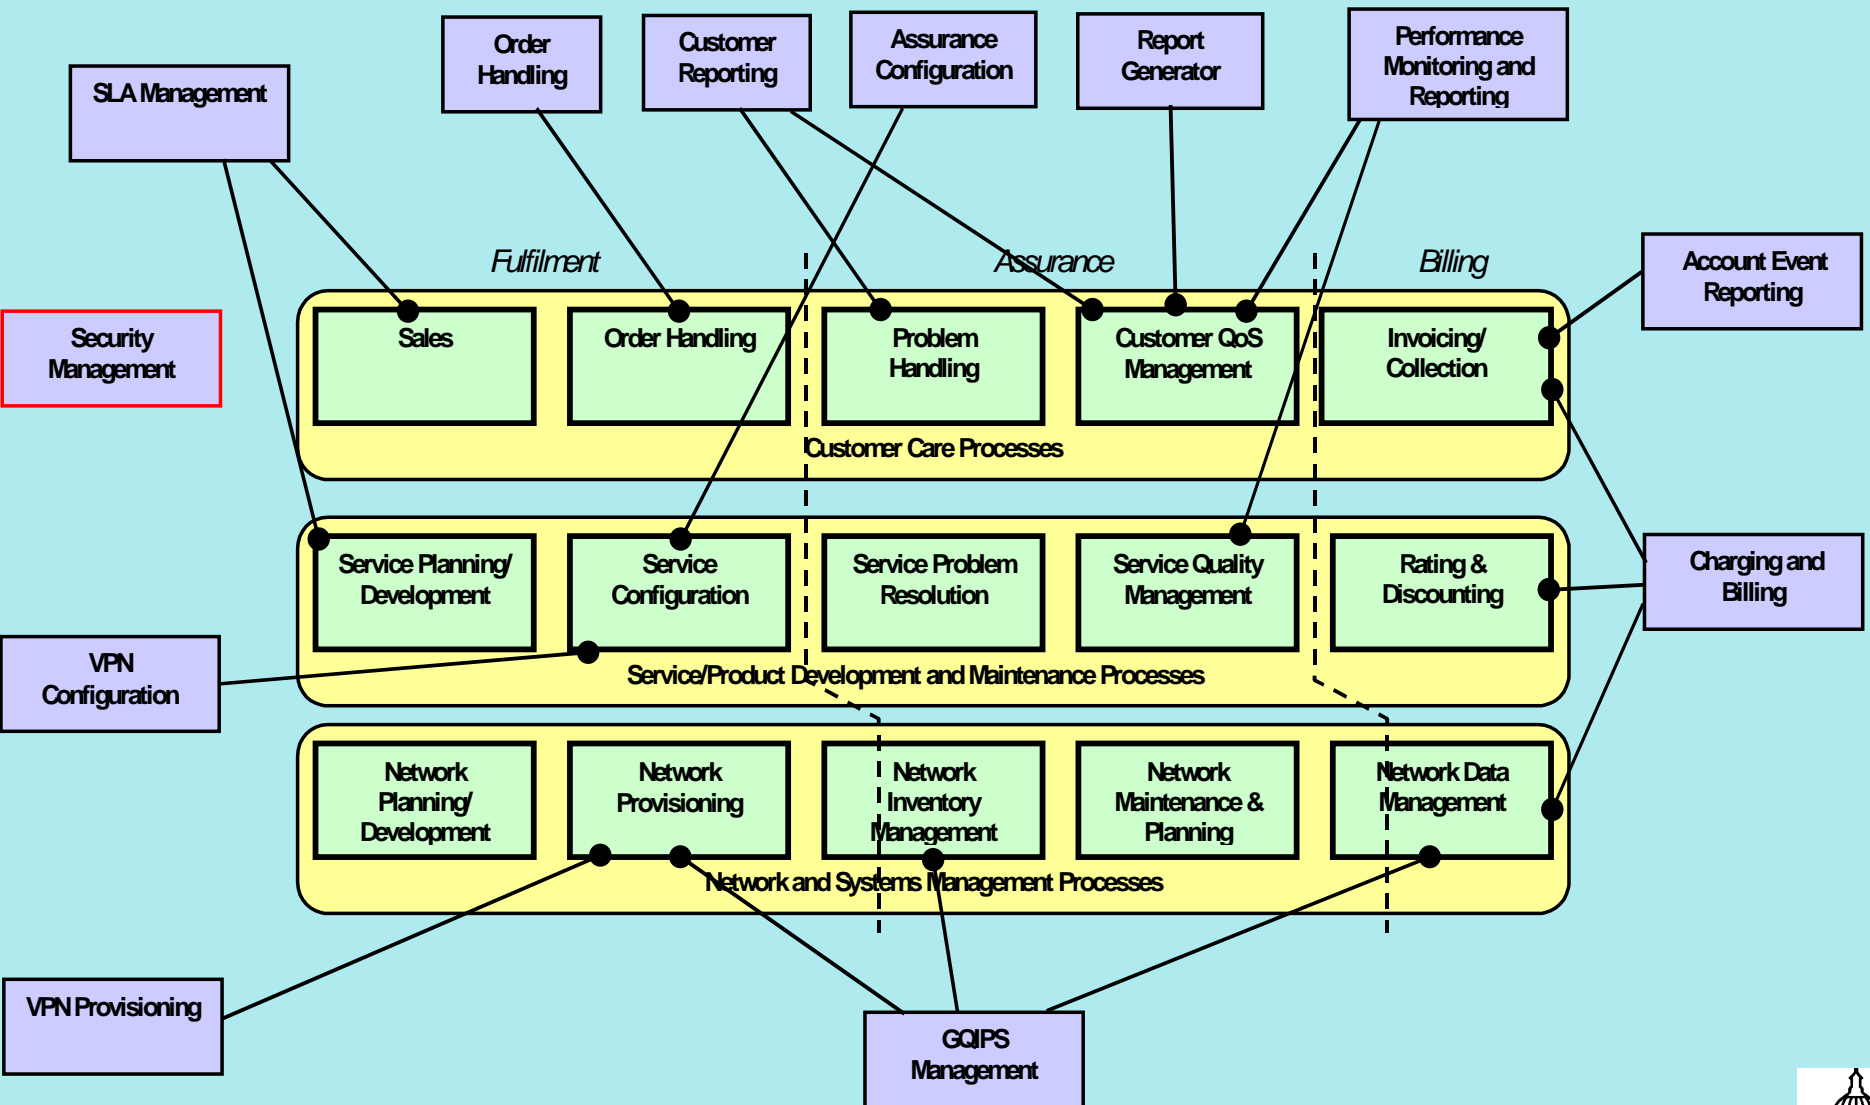 Order
Handling
Customer
Reporting
Assurance
Configuration
Report
Generator
Performance
Monitoring and
Reporting
SLA Management
Fulfilment
Assurance
Billing
Account Event
Reporting
Security
Management
Sales
Order Handling
Problem
Handling
Customer QoS
Management
Invoicing/
Collection
Customer Care Processes
Service Planning/
Development
Service
Configuration
Service Problem
Resolution
Service Quality
Management
Rating &
Discounting
Charging and
Billing
VPN
Configuration
Service/Product Development and Maintenance Processes
Network
Planning/
Development
Network
Provisioning
Network
Inventory
Management
Network
Maintenance &
Planning
Network Data
Management
Network and Systems Management Processes
VPN Provisioning
GQIPS
Management